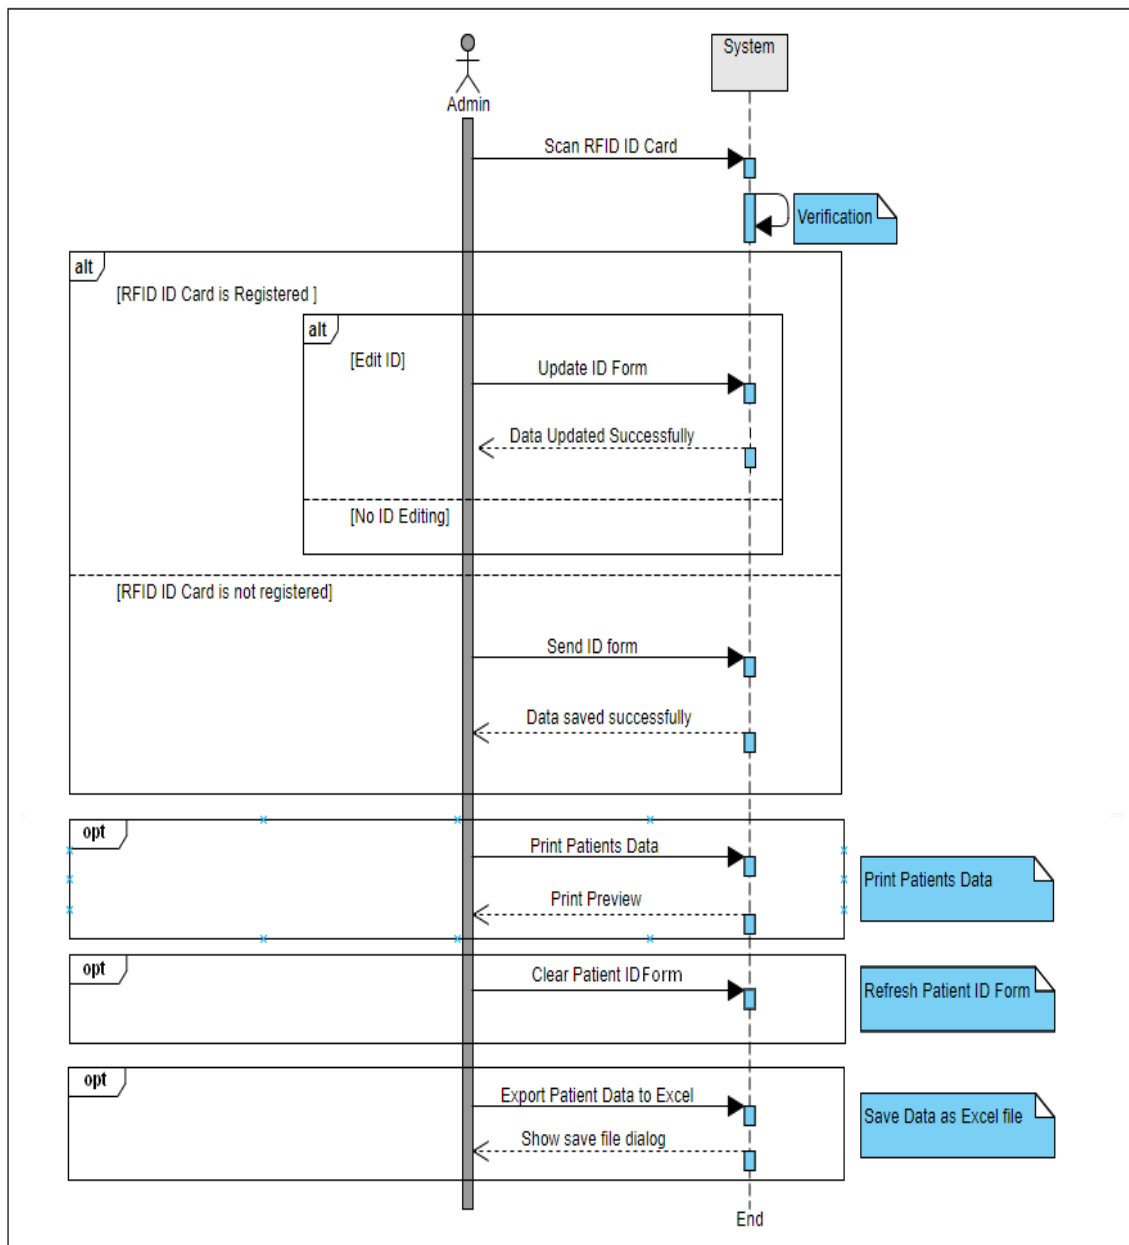 System
Admin
Scan RFID ID Card
Verification
alt
[RFID ID Card is Registered ]
alt
[Edit ID]
Update ID Form
Data Updated Successfully
[No ID Editing]
[RFID ID Card is not registered]
Send ID form
Data saved successfully
opt
Print Patients Data
Print Patients Data
Print Preview
opt
Clear Patient IDForm
Refresh Patient ID Form
opt
Export Patient Data to Excel
Save Data as Excel file
Show save file dialog
End